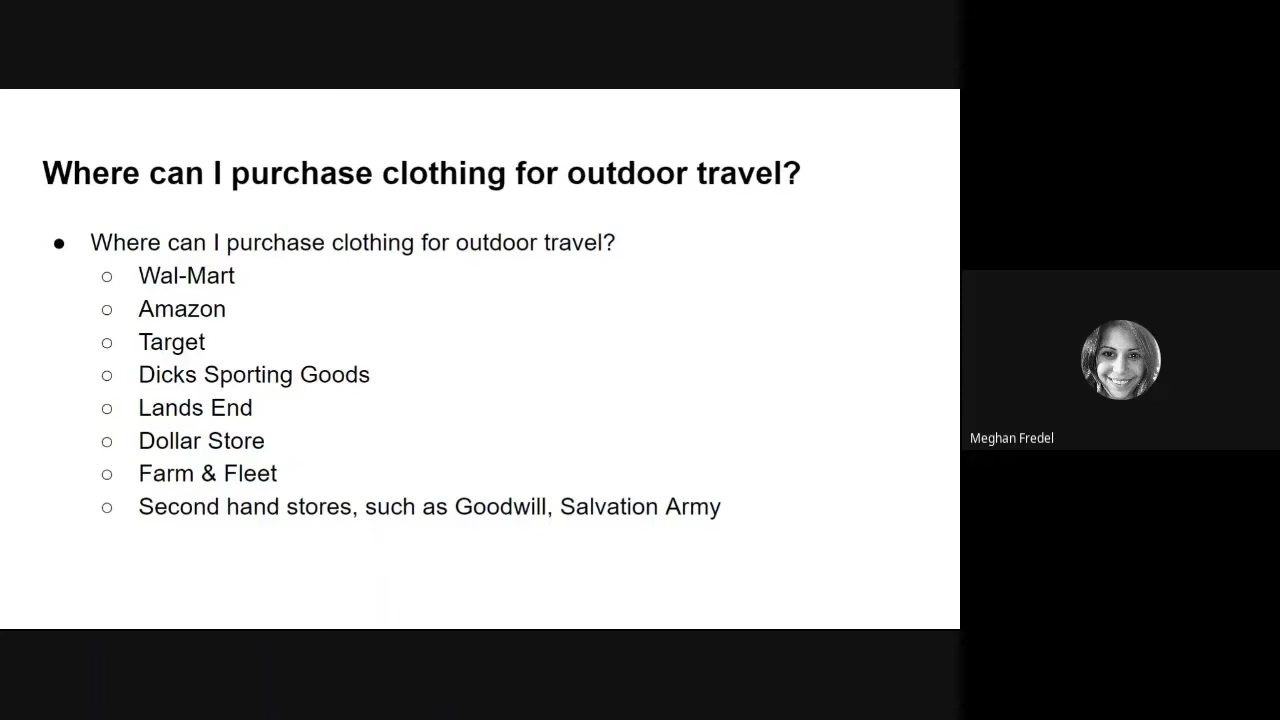 Where can I purchase clothing for outdoor travel?
● Where can I purchase clothing for outdoor travel?
○ Wal-Mart
○ Amazon
○ Target
○ Dicks Sporting Goods
○ Lands End
○ Dollar Store
○ Farm & Fleet
○ Second hand stores, such as Goodwill, Salvation Army
Meghan Fredel